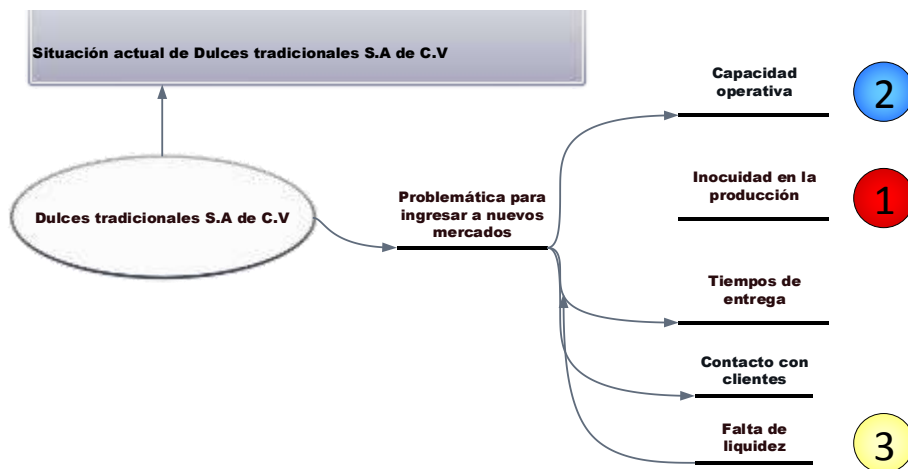 Situación actual de Dulces tradicionales S.A de C.V
Dulces tradicionales S.A de C.V
Problemática para
ingresar a nuevos
mercados
Capacidad
operativa
2
Inocuidad en la
producción
1
Tiempos de
entrega
Contacto con
clientes
Falta de
liquidez
3